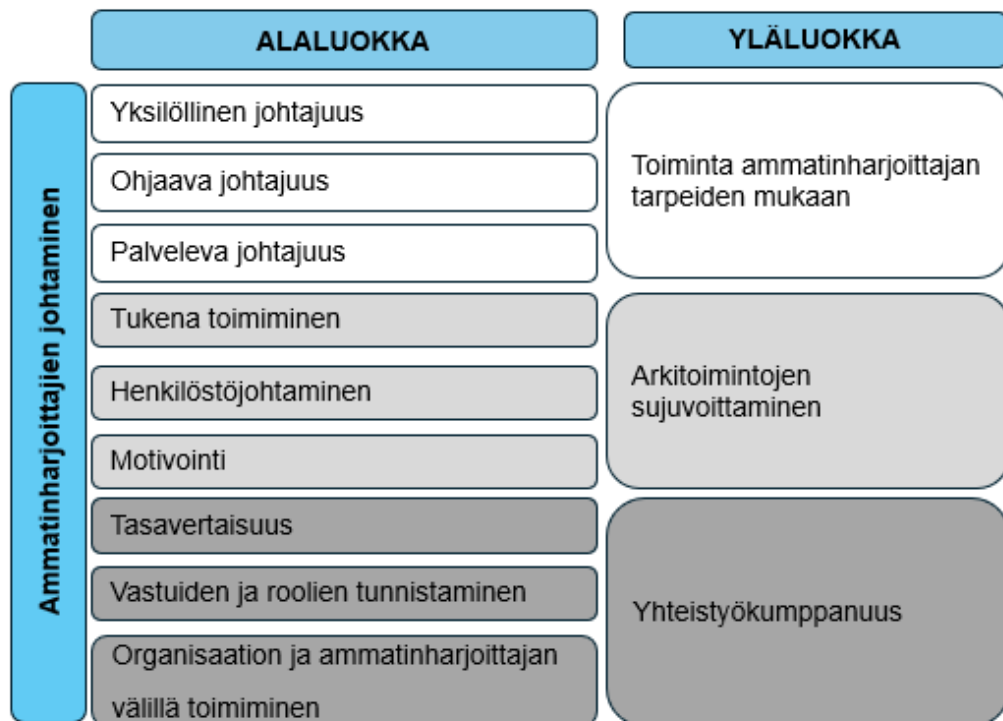 ALALUOKKA
YLÄLUOKKA
Ammatinharjoittajien johtaminen
Yksilöllinen johtajuus
Ohjaava johtajuus
Palveleva johtajuus
Toiminta ammatinharjoittajan
tarpeiden mukaan
Tukena toimiminen
Henkilöstöjohtaminen
Motivointi
Arkitoimintojen
sujuvoittaminen
Tasavertaisuus
Vastuiden ja roolien tunnistaminen
Organisaation ja ammatinharjoittajan
välillä toimiminen
Yhteistyökumppanuus